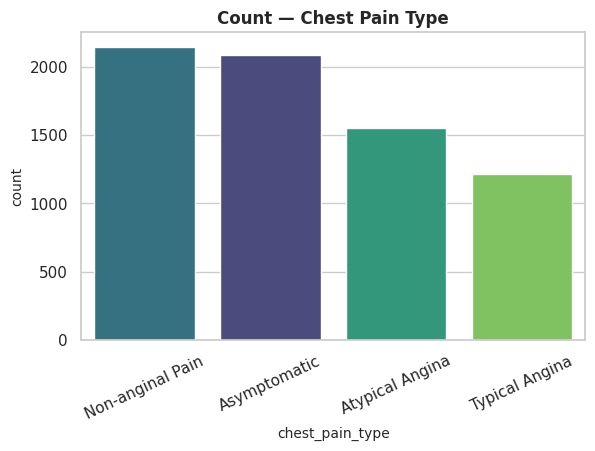 Count — Chest Pain Type
2000
1500
1000
500
0
count
Non-anginal Pain
Asymptomatic
Atypical Angina
Typical Angina
chest_pain_type